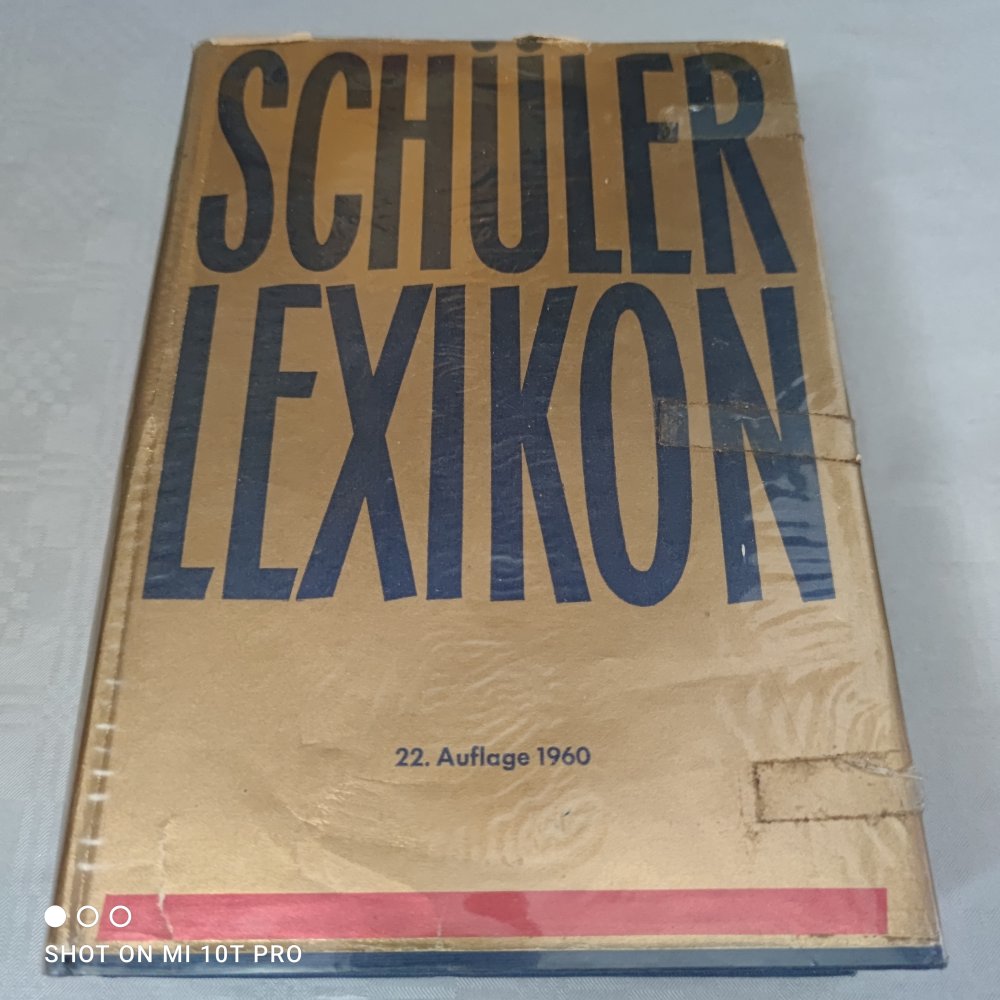 SCHÜLER
LEXIKON
22. Auflage 1960
SHOT ON MI 10T PRO